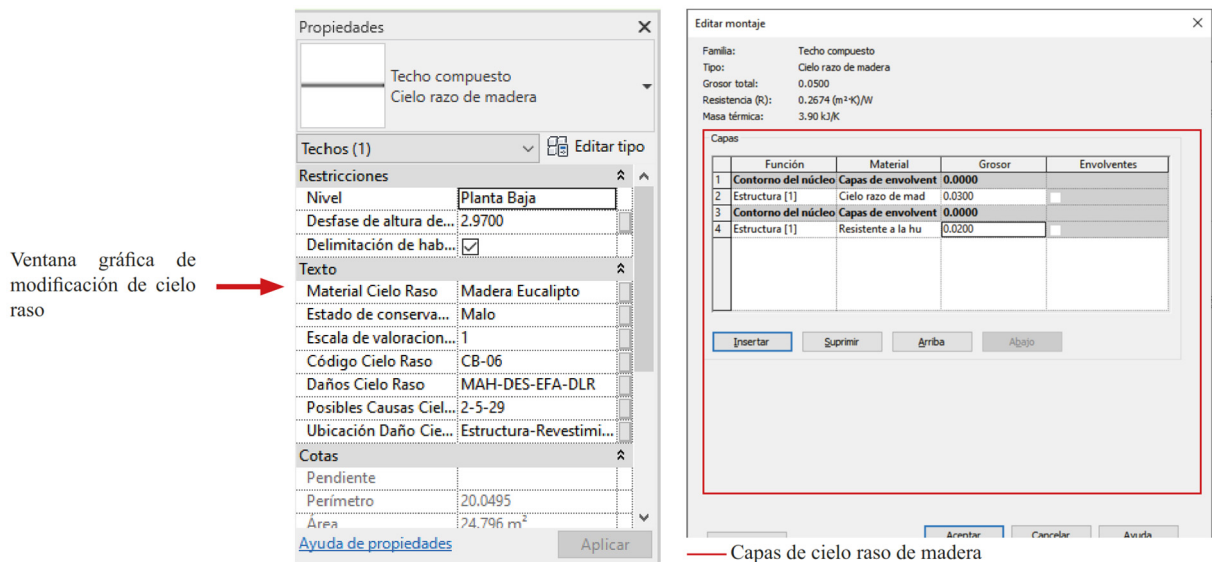 Ventana gráfica de
modificación de cielo
raso
Propiedades
Techo compuesto
Cielo razo de madera
Techos (1)
Editar tipo
Restricciones
Nivel Planta Baja
Desfase de altura de... 2.9700
Delimitación de hab...
Texto
Material Cielo Raso Madera Eucalipto
Estado de conserva... Malo
Escala de valoracion... 1
Código Cielo Raso CB-06
Daños Cielo Raso MAH-DES-EFA-DLR
Posibles Causas Ciel... 2-5-29
Ubicación Daño Cie... Estructura-Revestimi...
Cotas
Pendiente
Perímetro 20.0495
Área 24.796 m²
Ayuda de propiedades
Aplicar
Editar montaje
Familia: Techo compuesto
Tipo: Cielo razo de madera
Grosor total: 0.0500
Resistencia (R): 0.2674 (m²·K)/W
Masa térmica: 3.90 kJ/K
Capas
Función Material Grosor Envolventes
1 Contorno del núcleo Capas de envolvent 0.0000
2 Estructura [1] Cielo razo de mad 0.0300
3 Contorno del núcleo Capas de envolvent 0.0000
4 Estructura [1] Resistente a la hu 0.0200
Insertar Suprimir Arriba Abajo
Aceptar Cancelar Ayuda
Capas de cielo raso de madera